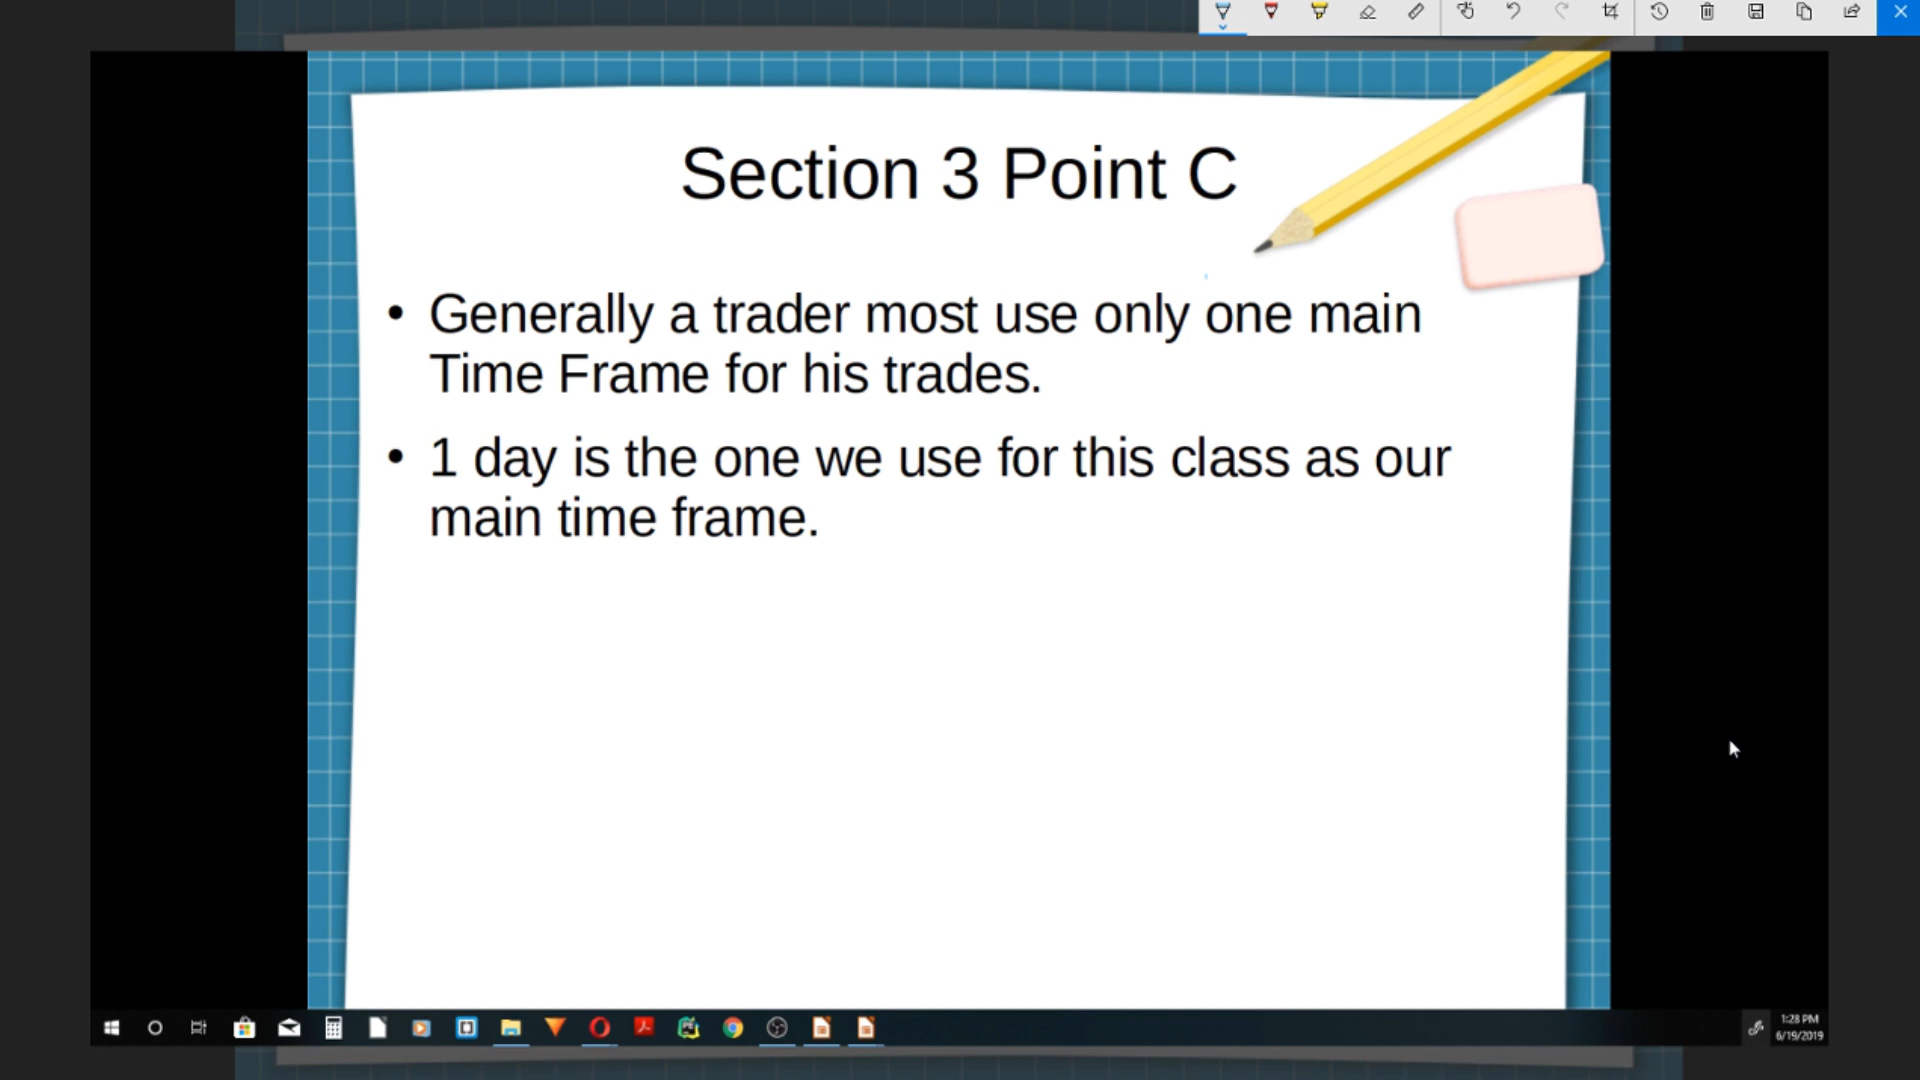 Section 3 Point C
• Generally a trader most use only one main
Time Frame for his trades.
• 1 day is the one we use for this class as our
main time frame.
1:28 PM
6/19/2019